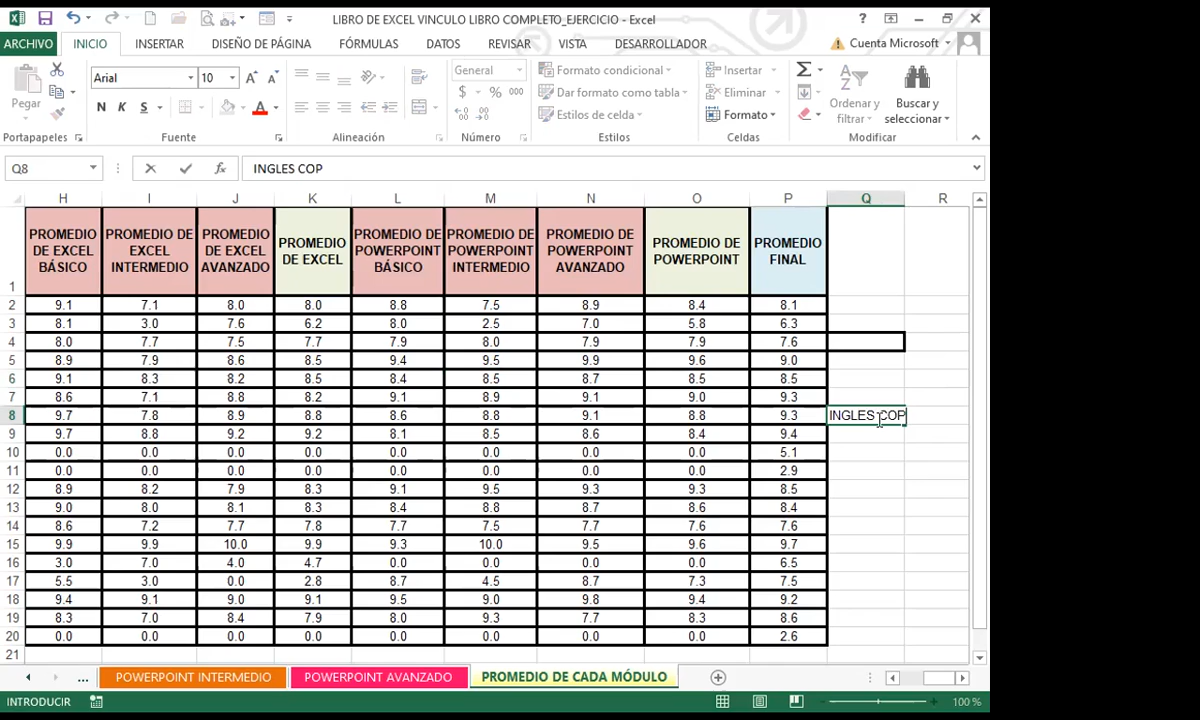 LIBRO DE EXCEL VINCULO LIBRO COMPLETO_EJERCICIO - Excel
ARCHIVO INICIO INSERTAR DISEÑO DE PÁGINA FÓRMULAS DATOS REVISAR VISTA DESARROLLADOR Cuenta Microsoft
Pegar Arial 10 General Formato condicional Insertar Ordenar y filtrar Buscar y seleccionar
N K S $ % 000 Dar formato como tabla Eliminar
Estilos de celda Formato
Portapapeles Fuente Alineación Número Estilos Celdas Modificar
Q8 fx INGLES COP
H I J K L M N O P Q R
1 PROMEDIO DE EXCEL BÁSICO PROMEDIO DE EXCEL INTERMEDIO PROMEDIO DE EXCEL AVANZADO PROMEDIO DE EXCEL PROMEDIO DE POWERPOINT BÁSICO PROMEDIO DE POWERPOINT INTERMEDIO PROMEDIO DE POWERPOINT AVANZADO PROMEDIO DE POWERPOINT PROMEDIO FINAL
2 9.1 7.1 8.0 8.0 8.8 7.5 8.9 8.4 8.1
3 8.1 3.0 7.6 6.2 8.0 2.5 7.0 5.8 6.3
4 8.0 7.7 7.5 7.7 7.9 8.0 7.9 7.9 7.6
5 8.9 7.9 8.6 8.5 9.4 9.5 9.9 9.6 9.0
6 9.1 8.3 8.2 8.5 8.4 8.5 8.7 8.5 8.5
7 8.6 7.1 8.8 8.2 8.9 9.1 9.1 9.0 9.3
8 9.7 7.8 8.9 8.8 8.6 8.8 9.1 8.8 9.3 INGLES COP
9 9.7 8.8 9.2 9.2 8.1 8.5 8.6 8.4 9.4
10 0.0 0.0 0.0 0.0 0.0 0.0 0.0 0.0 5.1
11 0.0 0.0 0.0 0.0 0.0 0.0 0.0 0.0 2.9
12 8.9 8.2 7.9 8.3 9.1 9.5 9.3 9.3 8.5
13 9.0 8.0 8.1 8.3 8.4 8.8 8.7 8.6 8.4
14 8.6 7.2 7.7 7.8 7.7 7.5 7.7 7.6 7.6
15 9.9 9.9 10.0 9.9 9.3 10.0 9.5 9.6 9.7
16 3.0 7.0 4.0 4.7 0.0 0.0 0.0 0.0 6.5
17 5.5 3.0 0.0 2.8 8.7 4.5 8.7 7.3 7.5
18 9.4 9.1 9.0 9.1 9.5 9.0 9.8 9.4 9.2
19 8.3 7.0 8.4 7.9 8.0 9.3 7.7 8.3 8.6
20 0.0 0.0 0.0 0.0 0.0 0.0 0.0 0.0 2.6
21
... POWERPOINT INTERMEDIO POWERPOINT AVANZADO PROMEDIO DE CADA MÓDULO
INTRODUCIR 100 %